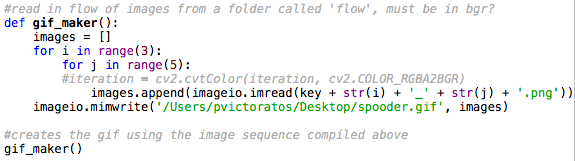 #read in flow of images from a folder called 'flow', must be in bgr?
def gif_maker():
    images = []
    for i in range(3):
        for j in range(5):
        #iteration = cv2.cvtColor(iteration, cv2.COLOR_RGBA2BGR)
            images.append(imageio.imread(key + str(i) + '_' + str(j) + '.png'))
    imageio.mimwrite('/Users/pvictoratos/Desktop/spooder.gif', images)
#creates the gif using the image sequence compiled above
gif_maker()